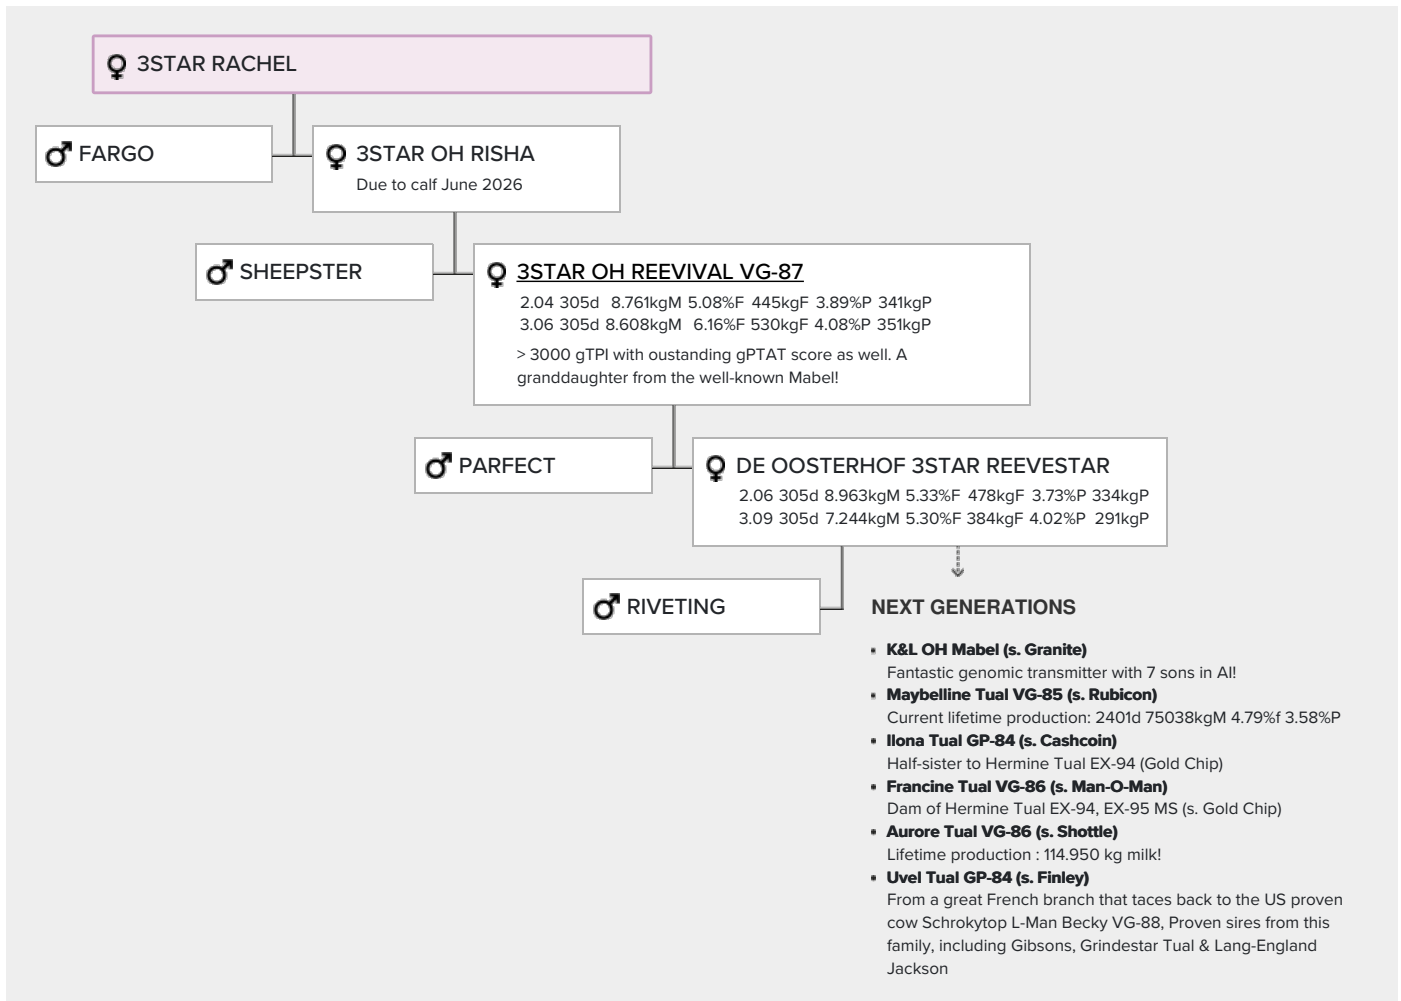 3STAR RACHEL
FARGO
3STAR OH RISHA
Due to calf June 2026
SHEEPSTER
3STAR OH REEVIVAL VG-87
2.04 305d 8.761kgM 5.08%F 445kgF 3.89%P 341kgP
3.06 305d 8.608kgM 6.16%F 530kgF 4.08%P 351kgP
> 3000 gTPI with oustanding gPTAT score as well. A
granddaughter from the well-known Mabel!
PARFECT
DE OOSTERHOF 3STAR REEVESTAR
2.06 305d 8.963kgM 5.33%F 478kgF 3.73%P 334kgP
3.09 305d 7.244kgM 5.30%F 384kgF 4.02%P 291kgP
RIVETING
NEXT GENERATIONS
K&L OH Mabel (s. Granite)
Fantastic genomic transmitter with 7 sons in AI!
Maybelline Tual VG-85 (s. Rubicon)
Current lifetime production: 2401d 75038kgM 4.79%f 3.58%P
Ilona Tual GP-84 (s. Cashcoin)
Half-sister to Hermine Tual EX-94 (Gold Chip)
Francine Tual VG-86 (s. Man-O-Man)
Dam of Hermine Tual EX-94, EX-95 MS (s. Gold Chip)
Aurore Tual VG-86 (s. Shottle)
Lifetime production : 114.950 kg milk!
Uvel Tual GP-84 (s. Finley)
From a great French branch that taces back to the US proven
cow Schrokytop L-Man Becky VG-88, Proven sires from this
family, including Gibsons, Grindestar Tual & Lang-England
Jackson